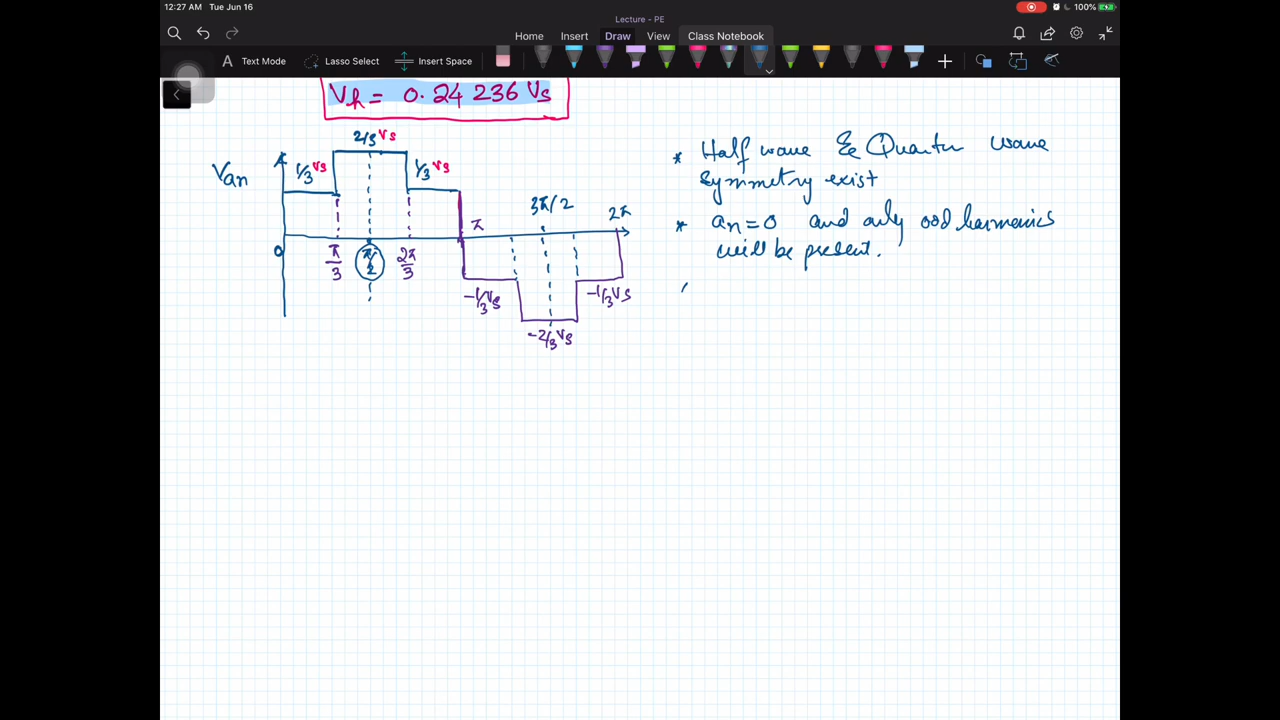 12:27 AM Tue Jun 16
100%
Lecture - PE
Home Insert Draw View Class Notebook
Text Mode Lasso Select Insert Space
Vh = 0.24 236 Vs
Van
1/3 Vs
2/3 Vs
1/3 Vs
0
π/3
π/2
2π/3
π
3π/2
2π
-1/3 Vs
-2/3 Vs
-1/3 Vs
* Half wave & Quarter wave
symmetry exist
* an = 0 and only odd harmonics
will be present.